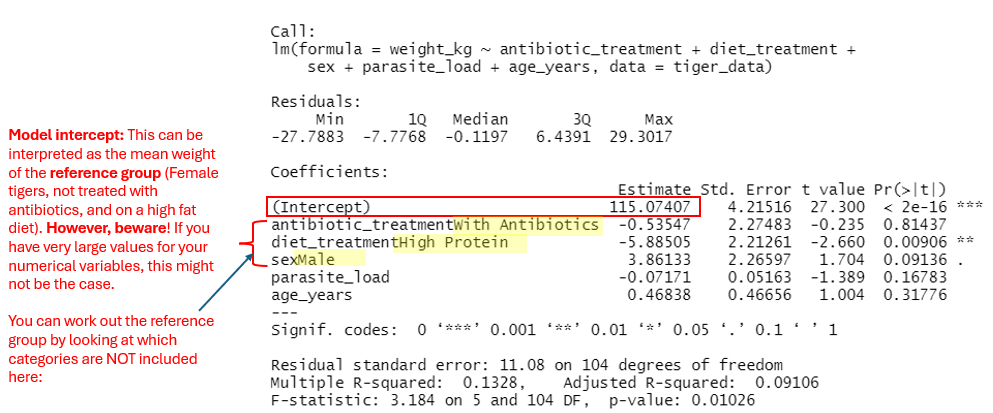 Call:
lm(formula = weight_kg ~ antibiotic_treatment + diet_treatment +
sex + parasite_load + age_years, data = tiger_data)
Residuals:
Min 1Q Median 3Q Max
-27.7883 -7.7768 -0.1197 6.4391 29.3017
Coefficients:
Estimate Std. Error t value Pr(>|t|)
(Intercept) 115.07407 4.21516 27.300 < 2e-16 ***
antibiotic_treatmentWith Antibiotics -0.53547 2.27483 -0.235 0.81437
diet_treatmentHigh Protein -5.88505 2.21261 -2.660 0.00906 **
sexMale 3.86133 2.26597 1.704 0.09136 .
parasite_load -0.07171 0.05163 -1.389 0.16783
age_years 0.46838 0.46656 1.004 0.31776
---
Signif. codes: 0 ‘***’ 0.001 ‘**’ 0.01 ‘*’ 0.05 ‘.’ 0.1 ‘ ’ 1
Residual standard error: 11.08 on 104 degrees of freedom
Multiple R-squared: 0.1328, Adjusted R-squared: 0.09106
F-statistic: 3.184 on 5 and 104 DF, p-value: 0.01026
Model intercept: This can be
interpreted as the mean weight
of the reference group (Female
tigers, not treated with
antibiotics, and on a high fat
diet). However, beware! If you
have very large values for your
numerical variables, this might
not be the case.
You can work out the reference
group by looking at which
categories are NOT included
here: